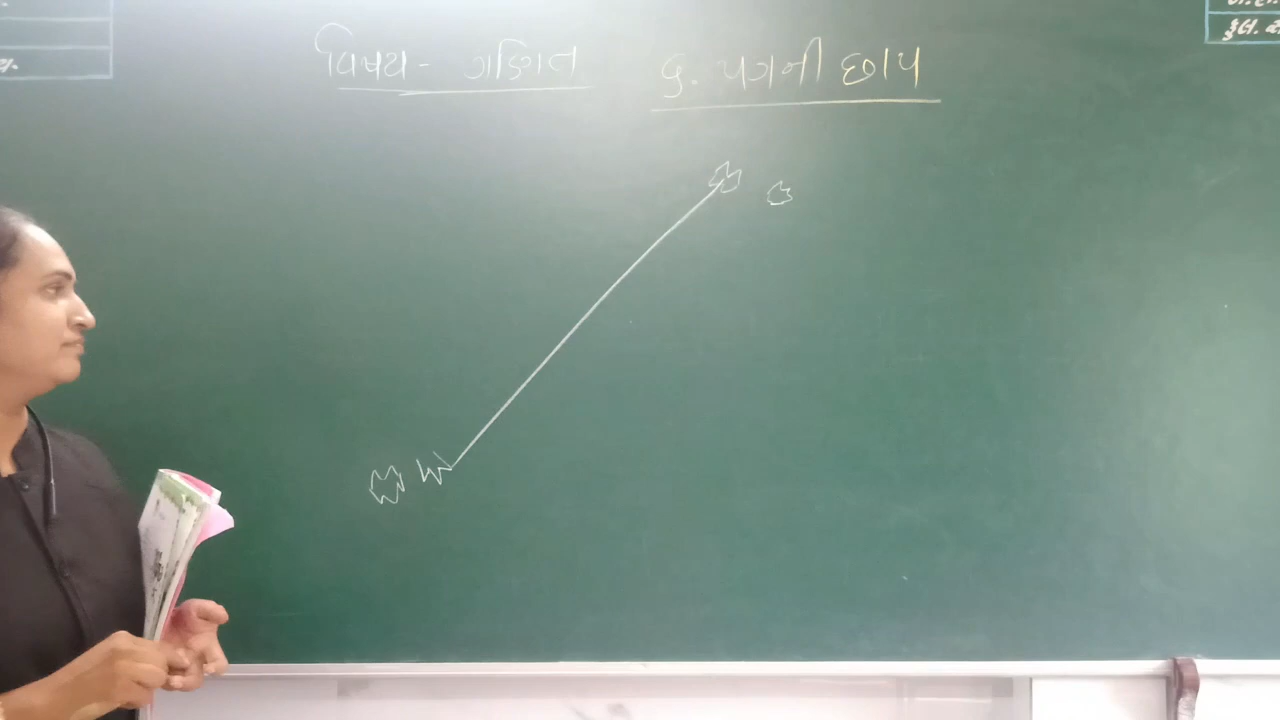 વિષય - ગણિત
૬. પગની છાપ
કુલ.